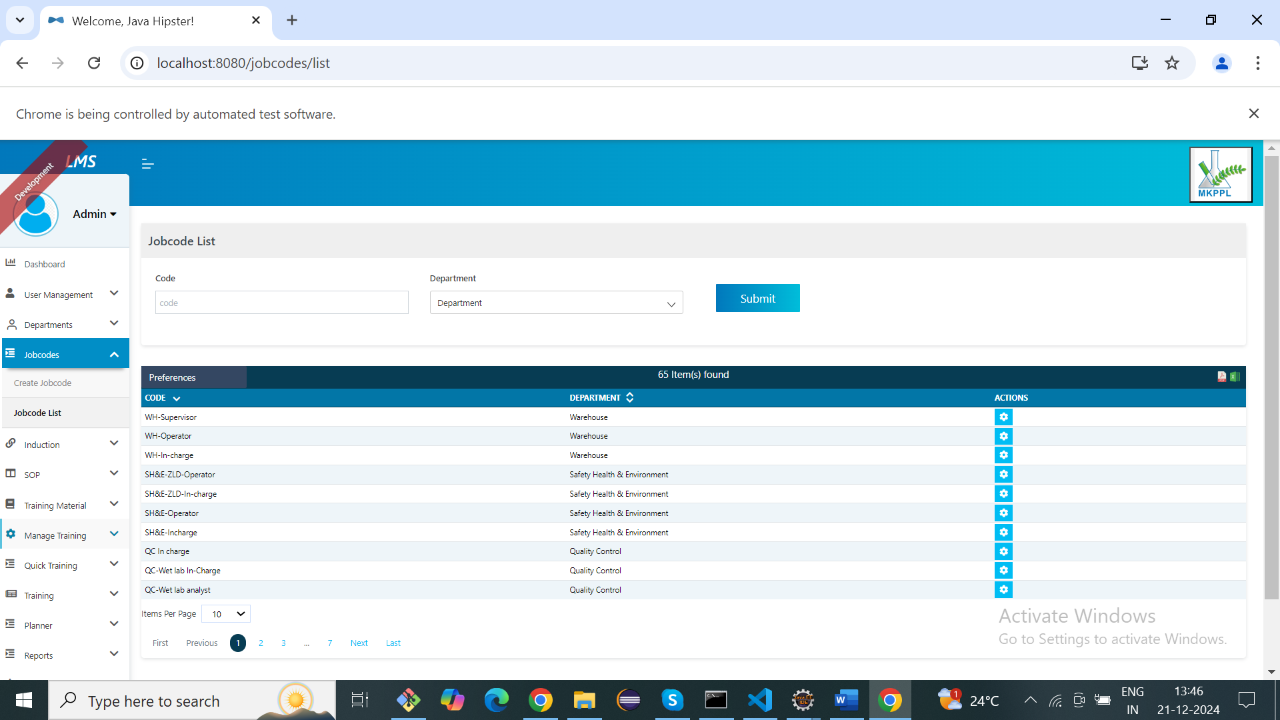 Welcome, Java Hipster!
localhost:8080/jobcodes/list
Chrome is being controlled by automated test software.
LMS
Development
MKPPL
Admin
Dashboard
User Management
Departments
Jobcodes
Create Jobcode
Jobcode List
Induction
SOP
Training Material
Manage Training
Quick Training
Training
Planner
Reports
Jobcode List
Code
Department
code
Department
Submit
Preferences
65 Item(s) found
CODE DEPARTMENT ACTIONS
WH-Supervisor Warehouse
WH-Operator Warehouse
WH-In-charge Warehouse
SH&E-ZLD-Operator Safety Health & Environment
SH&E-ZLD-In-charge Safety Health & Environment
SH&E-Operator Safety Health & Environment
SH&E-Incharge Safety Health & Environment
QC In charge Quality Control
QC-Wet lab In-Charge Quality Control
QC-Wet lab analyst Quality Control
Items Per Page 10
First Previous 1 2 3 ... 7 Next Last
Activate Windows
Go to Settings to activate Windows.
Type here to search
1
24°C
ENG
IN
13:46
21-12-2024